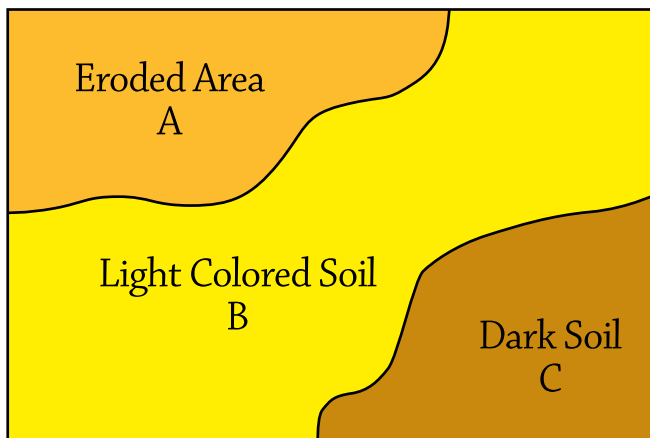 Eroded Area
A
Light Colored Soil
B
Dark Soil
C